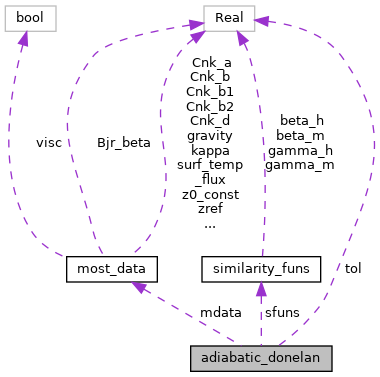 bool
Real
Cnk_a
Cnk_b
Cnk_b1
Cnk_b2
Cnk_d
gravity
kappa
surf_temp
_flux
z0_const
zref
...
visc
Bjr_beta
beta_h
beta_m
gamma_h
gamma_m
most_data
similarity_funs
tol
mdata
sfuns
adiabatic_donelan